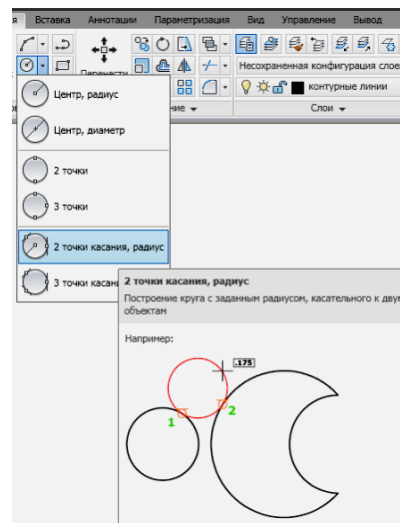 я Вставка Аннотации Параметризация Вид Управление Вывод
Перенести
Несохраненная конфигурация слое
контурные линии
ние
Слои
Центр, радиус
Центр, диаметр
2 точки
3 точки
2 точки касания, радиус
3 точки касан
2 точки касания, радиус
Построение круга с заданным радиусом, касательного к двум
объектам
Например:
.175
1
2